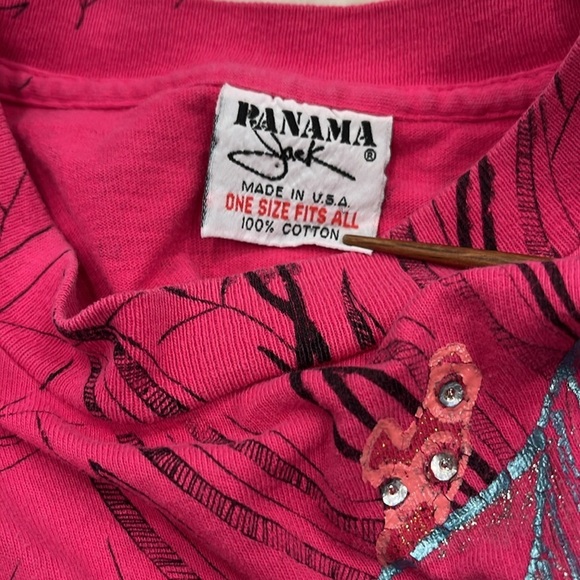 PANAMA
Jack ®
MADE IN U.S.A.
ONE SIZE FITS ALL
100% COTTON